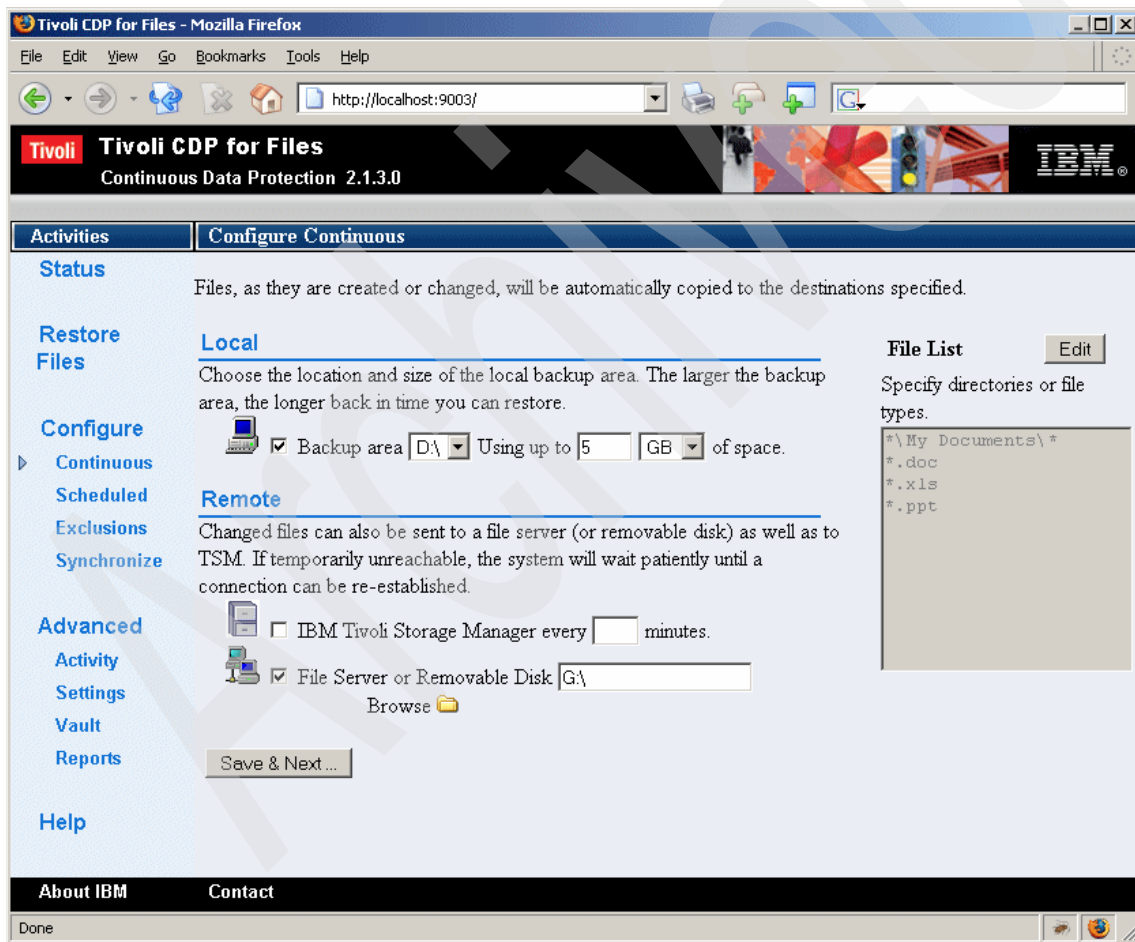 Tivoli CDP for Files - Mozilla Firefox
File Edit View Go Bookmarks Tools Help
http://localhost:9003/
G
Tivoli Tivoli CDP for Files
Continuous Data Protection 2.1.3.0
IBM®
Activities
Configure Continuous
Status
Restore
Files
Configure
Continuous
Scheduled
Exclusions
Synchronize
Advanced
Activity
Settings
Vault
Reports
Help
Files, as they are created or changed, will be automatically copied to the destinations specified.
Local
Choose the location and size of the local backup area. The larger the backup
area, the longer back in time you can restore.
Backup area D:\ Using up to 5 GB of space.
Remote
Changed files can also be sent to a file server (or removable disk) as well as to
TSM. If temporarily unreachable, the system will wait patiently until a
connection can be re-established.
IBM Tivoli Storage Manager every minutes.
File Server or Removable Disk G:\
Browse
Save & Next ...
File List Edit
Specify directories or file
types.
*\My Documents\*
*.doc
*.xls
*.ppt
About IBM Contact
Done